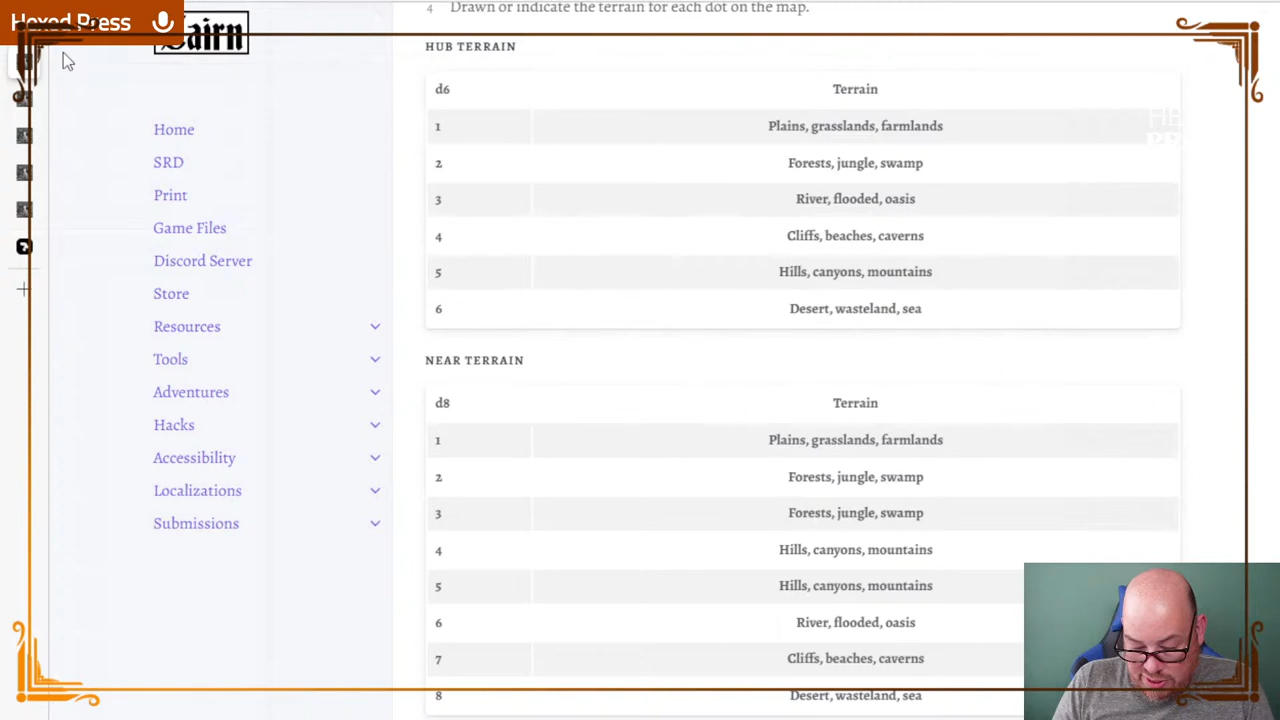 Hexed Press
Cairn
Home
SRD
Print
Game Files
Discord Server
Store
Resources
Tools
Adventures
Hacks
Accessibility
Localizations
Submissions
4 Drawn or indicate the terrain for each dot on the map.
HUB TERRAIN
d6 Terrain
1 Plains, grasslands, farmlands
2 Forests, jungle, swamp
3 River, flooded, oasis
4 Cliffs, beaches, caverns
5 Hills, canyons, mountains
6 Desert, wasteland, sea
NEAR TERRAIN
d8 Terrain
1 Plains, grasslands, farmlands
2 Forests, jungle, swamp
3 Forests, jungle, swamp
4 Hills, canyons, mountains
5 Hills, canyons, mountains
6 River, flooded, oasis
7 Cliffs, beaches, caverns
8 Desert, wasteland, sea